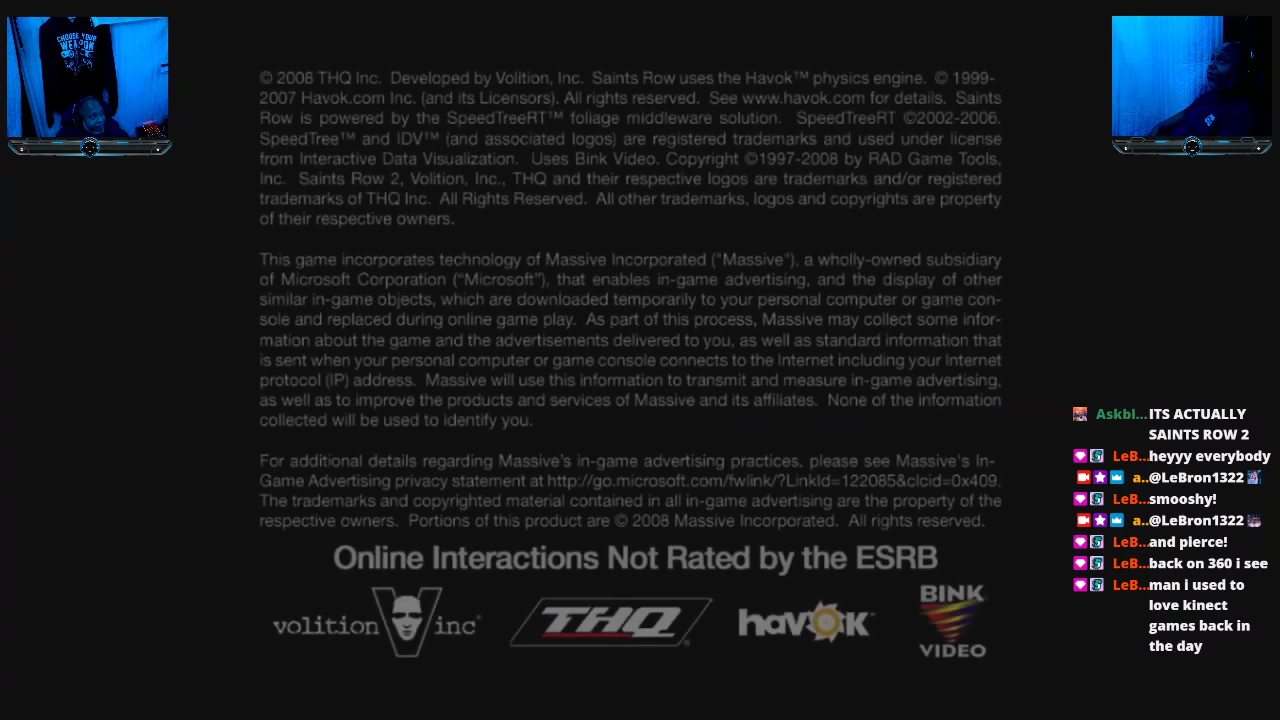 CHOOSE YOUR
WEAPON
© 2008 THQ Inc. Developed by Volition, Inc. Saints Row uses the Havok™ physics engine. © 1999-
2007 Havok.com Inc. (and its Licensors). All rights reserved. See www.havok.com for details. Saints
Row is powered by the SpeedTreeRT™ foliage middleware solution. SpeedTreeRT ©2002-2006.
SpeedTree™ and IDV™ (and associated logos) are registered trademarks and used under license
from Interactive Data Visualization. Uses Bink Video. Copyright ©1997-2008 by RAD Game Tools,
Inc. Saints Row 2, Volition, Inc., THQ and their respective logos are trademarks and/or registered
trademarks of THQ Inc. All Rights Reserved. All other trademarks, logos and copyrights are property
of their respective owners.
This game incorporates technology of Massive Incorporated ("Massive"), a wholly-owned subsidiary
of Microsoft Corporation ("Microsoft"), that enables in-game advertising, and the display of other
similar in-game objects, which are downloaded temporarily to your personal computer or game con-
sole and replaced during online game play. As part of this process, Massive may collect some infor-
mation about the game and the advertisements delivered to you, as well as standard information that
is sent when your personal computer or game console connects to the Internet including your Internet
protocol (IP) address. Massive will use this information to transmit and measure in-game advertising,
as well as to improve the products and services of Massive and its affiliates. None of the information
collected will be used to identify you.
For additional details regarding Massive's in-game advertising practices, please see Massive's In-
Game Advertising privacy statement at http://go.microsoft.com/fwlink/?LinkId=122085&clcid=0x409.
The trademarks and copyrighted material contained in all in-game advertising are the property of the
respective owners. Portions of this product are © 2008 Massive Incorporated. All rights reserved.
Online Interactions Not Rated by the ESRB
volition V inc
THQ
havok™
BINK
VIDEO
Askbl... ITS ACTUALLY
SAINTS ROW 2
LeB... heyyy everybody
a.. @LeBron1322
LeB... smooshy!
a.. @LeBron1322
LeB... and pierce!
LeB... back on 360 i see
LeB... man i used to
love kinect
games back in
the day